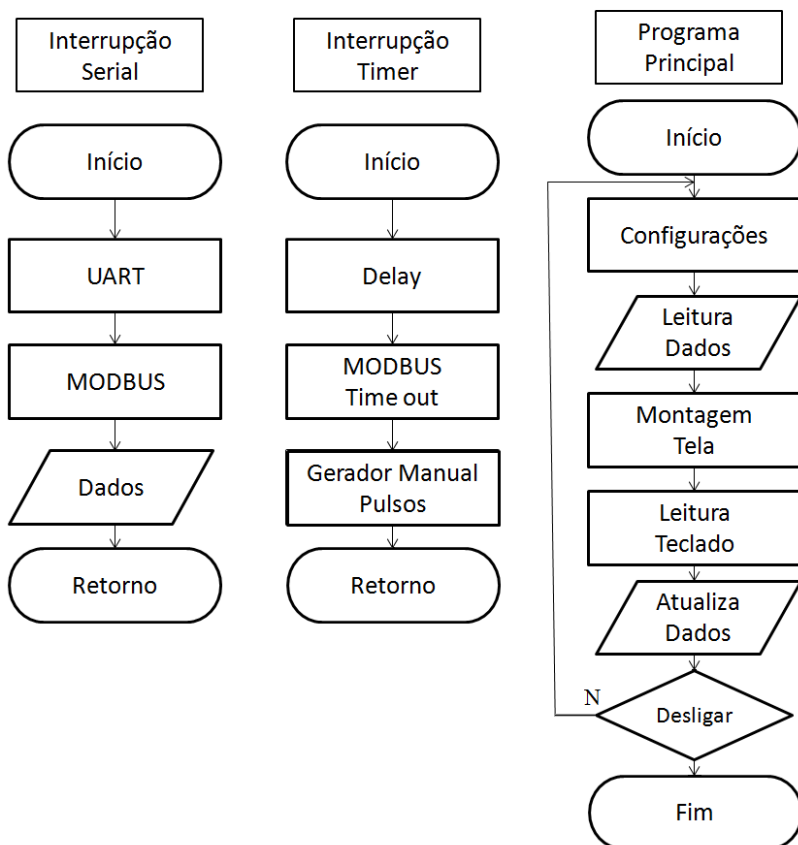 Interrupção
Serial
Início
UART
MODBUS
Dados
Retorno
Interrupção
Timer
Início
Delay
MODBUS
Time out
Gerador Manual
Pulsos
Retorno
Programa
Principal
Início
Configurações
Leitura
Dados
Montagem
Tela
Leitura
Teclado
Atualiza
Dados
N
Desligar
Fim